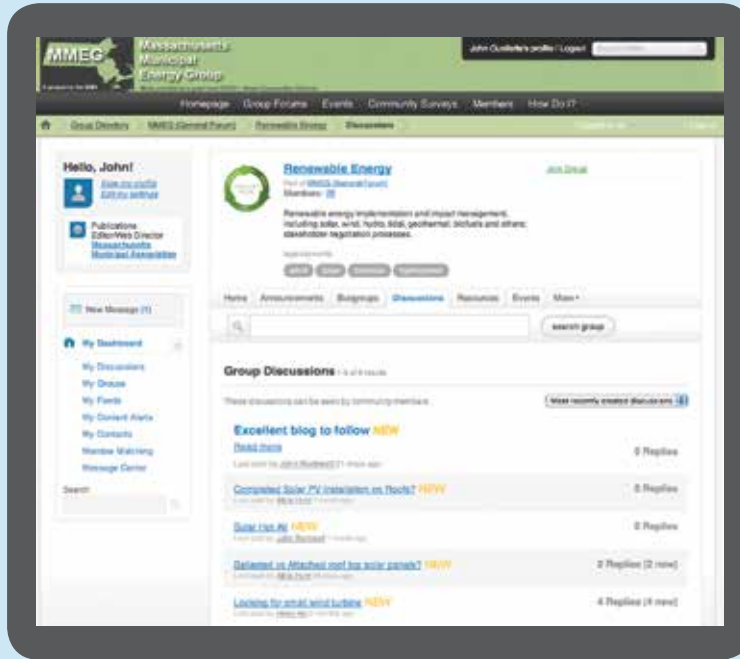 MMEG
Massachusetts
Municipal
Energy Group
John Ouellette's profile / Logout
Homepage Group Forums Events Community Surveys Members How Do I?
Group Directory MMEG (General Forum) Renewable Energy Discussions
Hello, John!
View my profile
Edit my settings
Publications
Editor/Web Director
Massachusetts
Municipal Association
New Message (1)
My Dashboard
My Discussions
My Groups
My Feeds
My Content Alerts
My Contacts
Member Matching
Message Center
Search
Renewable Energy
Part of MMEG (General Forum)
Members:
Join Group
Renewable energy implementation and impact management,
including solar, wind, hydro, tidal, geothermal, biofuels and others;
stakeholder negotiation processes.
Home Announcements Subgroups Discussions Resources Events More
search group
Group Discussions
These discussions can be seen by community members.
Most recently created discussions
Excellent blog to follow NEW
Read more
0 Replies
Completed Solar PV Installation on Roofs? NEW
0 Replies
Solar Hot Air NEW
0 Replies
Ballasted vs Attached roof top solar panels? NEW
2 Replies (2 new)
Looking for small wind turbine NEW
4 Replies (4 new)